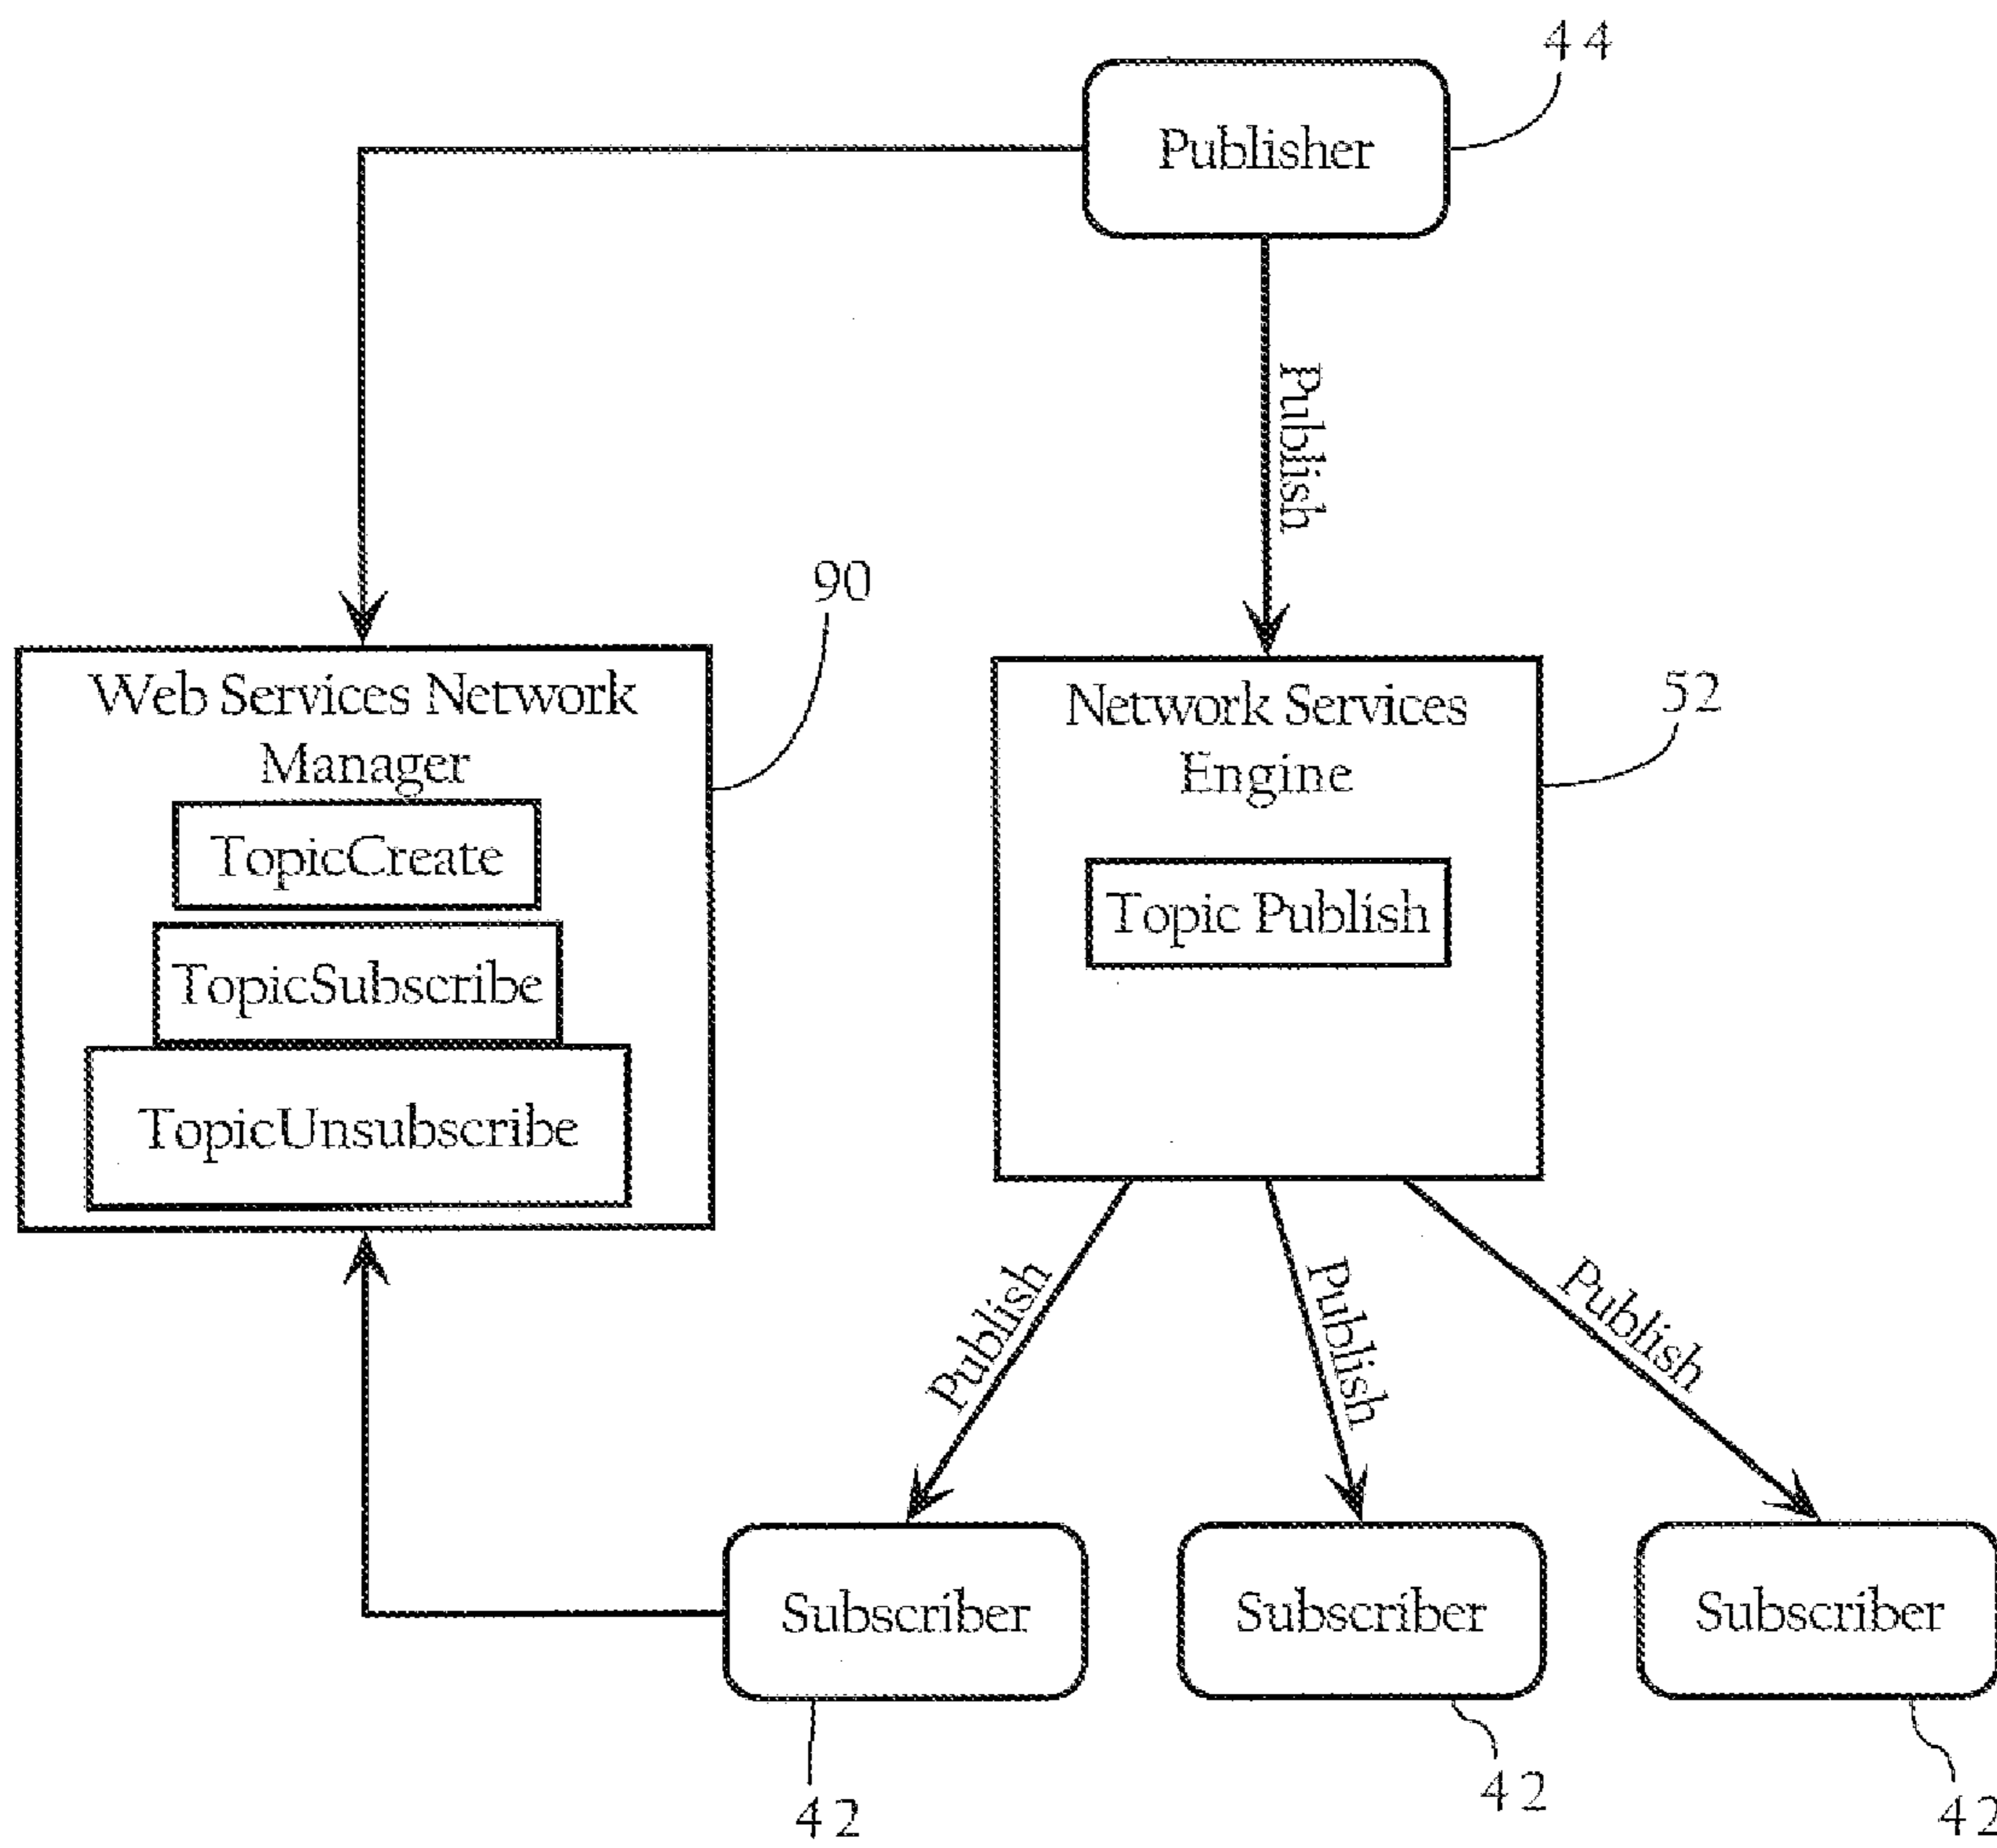 44
Publisher
Publish
90
Web Services Network
Manager
TopicCreate
TopicSubscribe
TopicUnsubscribe
52
Network Services
Engine
Topic Publish
Publish
Publish
Publish
Subscriber
Subscriber
Subscriber
42
42
42